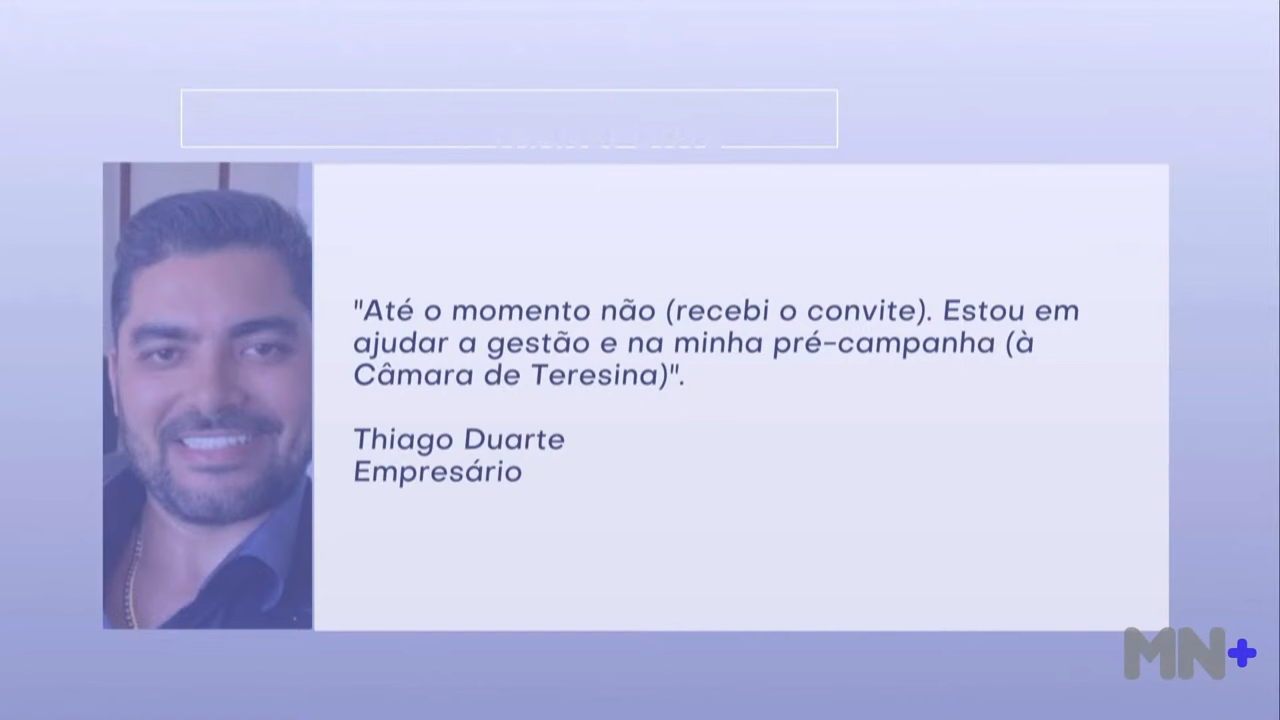 "Até o momento não (recebi o convite). Estou em
ajudar a gestão e na minha pré-campanha (à
Câmara de Teresina)".
Thiago Duarte
Empresário
MN+